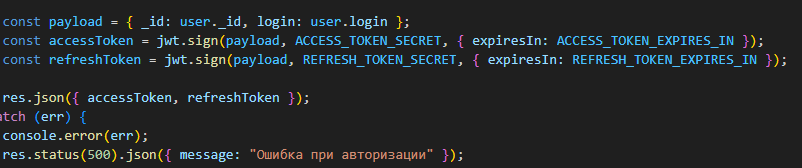 const payload = { _id: user._id, login: user.login };
const accessToken = jwt.sign(payload, ACCESS_TOKEN_SECRET, { expiresIn: ACCESS_TOKEN_EXPIRES_IN });
const refreshToken = jwt.sign(payload, REFRESH_TOKEN_SECRET, { expiresIn: REFRESH_TOKEN_EXPIRES_IN });
res.json({ accessToken, refreshToken });
atch (err) {
console.error(err);
res.status(500).json({ message: "Ошибка при авторизации" });